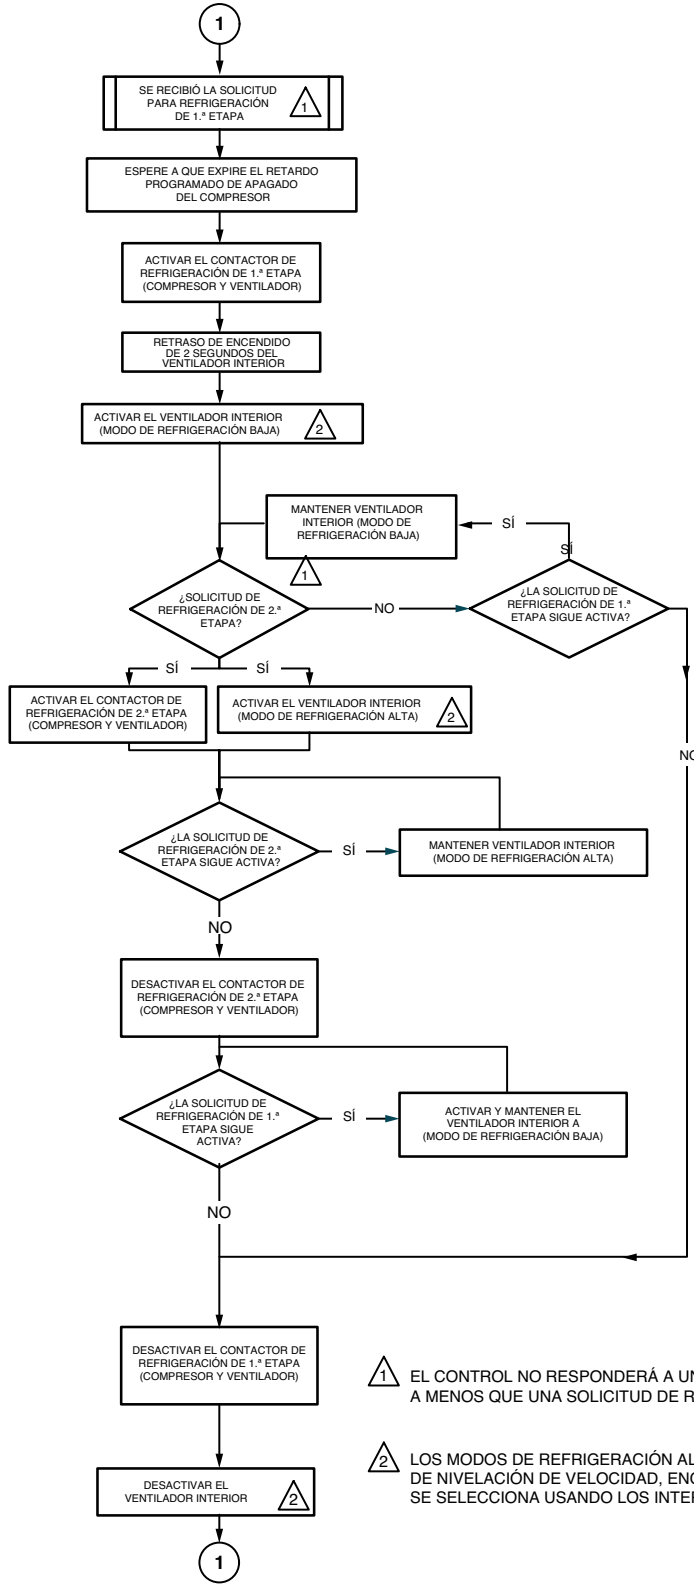 1
SE RECIBIÓ LA SOLICITUD
PARA REFRIGERACIÓN
DE 1.ª ETAPA
1
ESPERE A QUE EXPIRE EL RETARDO
PROGRAMADO DE APAGADO
DEL COMPRESOR
ACTIVAR EL CONTACTOR DE
REFRIGERACIÓN DE 1.ª ETAPA
(COMPRESOR Y VENTILADOR)
RETRASO DE ENCENDIDO
DE 2 SEGUNDOS DEL
VENTILADOR INTERIOR
ACTIVAR EL VENTILADOR INTERIOR
(MODO DE REFRIGERACIÓN BAJA)
2
MANTENER VENTILADOR
INTERIOR (MODO DE
REFRIGERACIÓN BAJA)
1
SÍ
SÍ
¿SOLICITUD DE
REFRIGERACIÓN DE 2.ª
ETAPA?
NO
¿LA SOLICITUD DE
REFRIGERACIÓN DE 1.ª
ETAPA SIGUE ACTIVA?
SÍ
SÍ
ACTIVAR EL CONTACTOR DE
REFRIGERACIÓN DE 2.ª ETAPA
(COMPRESOR Y VENTILADOR)
ACTIVAR EL VENTILADOR INTERIOR
(MODO DE REFRIGERACIÓN ALTA)
2
NO
¿LA SOLICITUD DE
REFRIGERACIÓN DE 2.ª
ETAPA SIGUE ACTIVA?
SÍ
MANTENER VENTILADOR INTERIOR
(MODO DE REFRIGERACIÓN ALTA)
NO
DESACTIVAR EL CONTACTOR DE
REFRIGERACIÓN DE 2.ª ETAPA
(COMPRESOR Y VENTILADOR)
¿LA SOLICITUD DE
REFRIGERACIÓN DE 1.ª
ETAPA SIGUE
ACTIVA?
SÍ
ACTIVAR Y MANTENER EL
VENTILADOR INTERIOR A
(MODO DE REFRIGERACIÓN BAJA)
NO
DESACTIVAR EL CONTACTOR DE
REFRIGERACIÓN DE 1.ª ETAPA
(COMPRESOR Y VENTILADOR)
1 EL CONTROL NO RESPONDERÁ A
A MENOS QUE UNA SOLICITUD DE
2 LOS MODOS DE REFRIGERACIÓN
DE NIVELACIÓN DE VELOCIDAD,
SE SELECCIONA USANDO LOS
DESACTIVAR EL
VENTILADOR INTERIOR
2
1